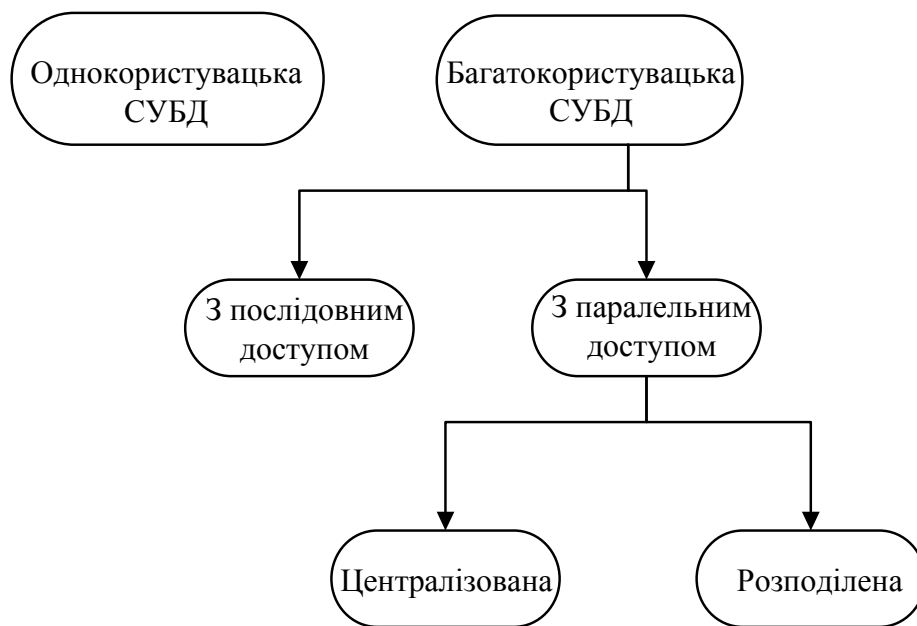 Однокористувацька
СУБД
Багатокористувацька
СУБД
З послідовним
доступом
З паралельним
доступом
Централізована
Розподілена